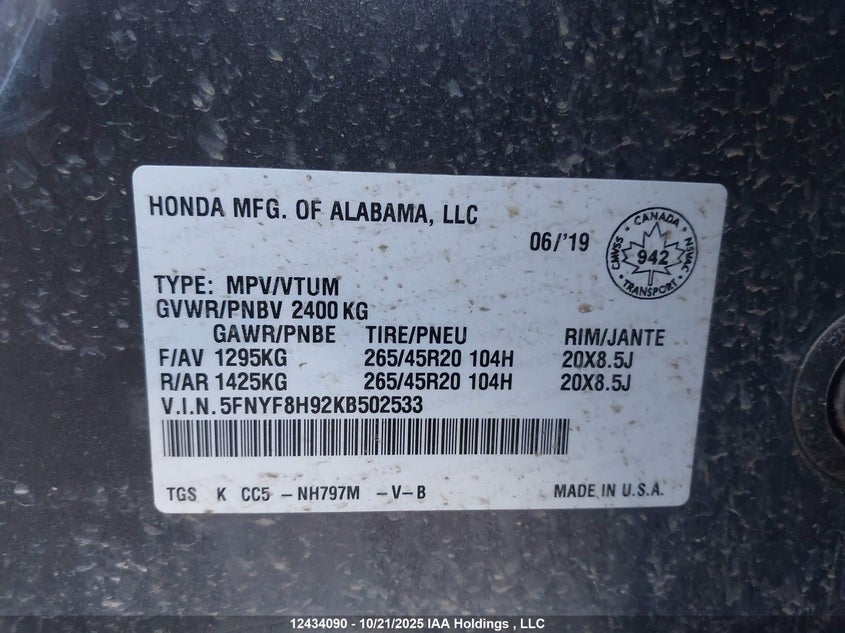 HONDA MFG. OF ALABAMA, LLC
06/'19
CANADA
CMVSS 942 NSVAC
TRANSPORT
TYPE: MPV/VTUM
GVWR/PNBV 2400 KG
GAWR/PNBE TIRE/PNEU RIM/JANTE
F/AV 1295KG 265/45R20 104H 20X8.5J
R/AR 1425KG 265/45R20 104H 20X8.5J
V.I.N. 5FNYF8H92KB502533
TGS K CC5 -NH797M -V-B MADE IN U.S.A.
12434090 - 10/21/2025 IAA Holdings , LLC